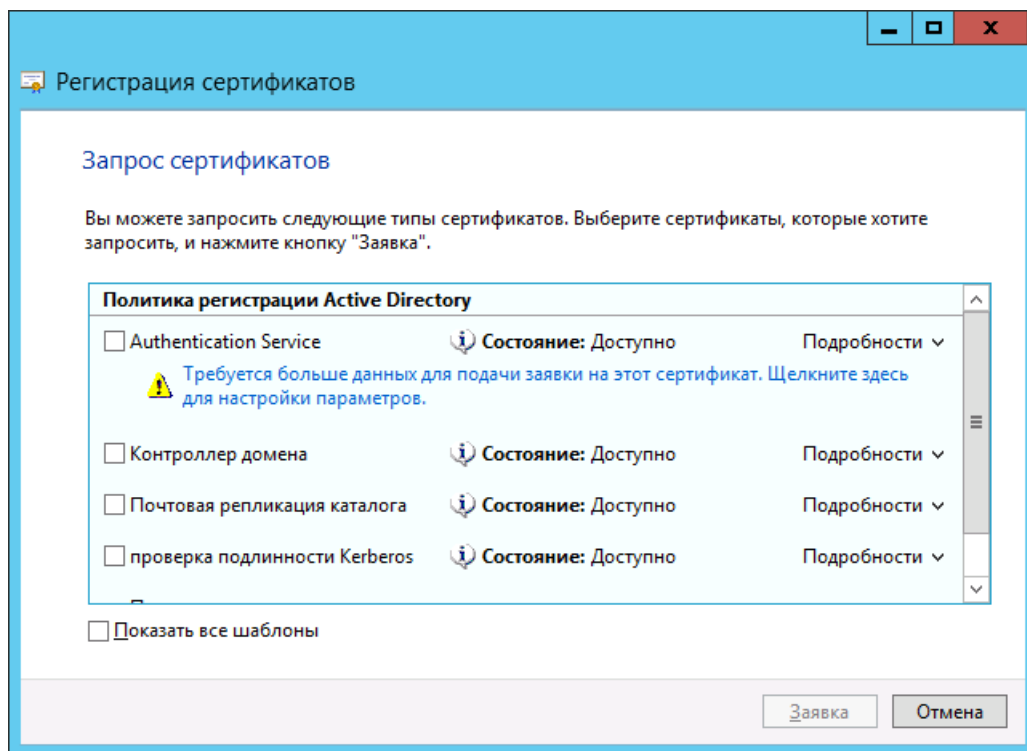 Регистрация сертификатов
Запрос сертификатов
Вы можете запросить следующие типы сертификатов. Выберите сертификаты, которые хотите
запросить, и нажмите кнопку "Заявка".
Политика регистрации Active Directory
Authentication Service Состояние: Доступно Подробности
Требуется больше данных для подачи заявки на этот сертификат. Щелкните здесь
для настройки параметров.
Контроллер домена Состояние: Доступно Подробности
Почтовая репликация каталога Состояние: Доступно Подробности
проверка подлинности Kerberos Состояние: Доступно Подробности
Показать все шаблоны
Заявка Отмена